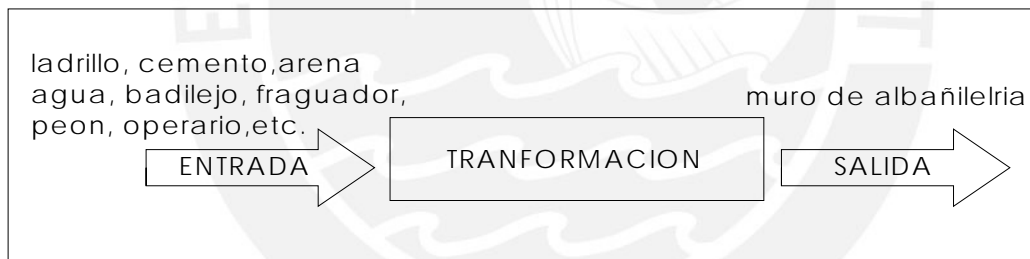 ladrillo, cemento,arena
agua, badilejo, fraguador,
peon, operario,etc.
muro de albañilelria
ENTRADA
TRANFORMACION
SALIDA